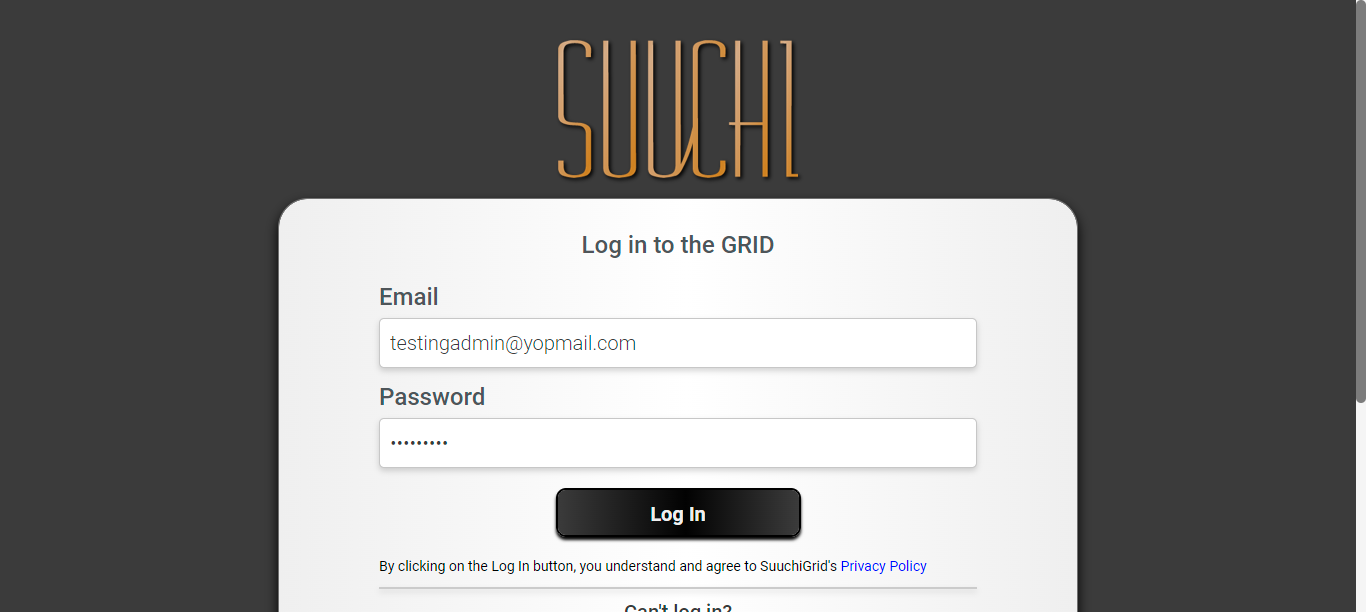 SUUCHI
Log in to the GRID
Email
testingadmin@yopmail.com
Password
•••••••••
Log In
By clicking on the Log In button, you understand and agree to SuuchiGrid's Privacy Policy
Can't log in?